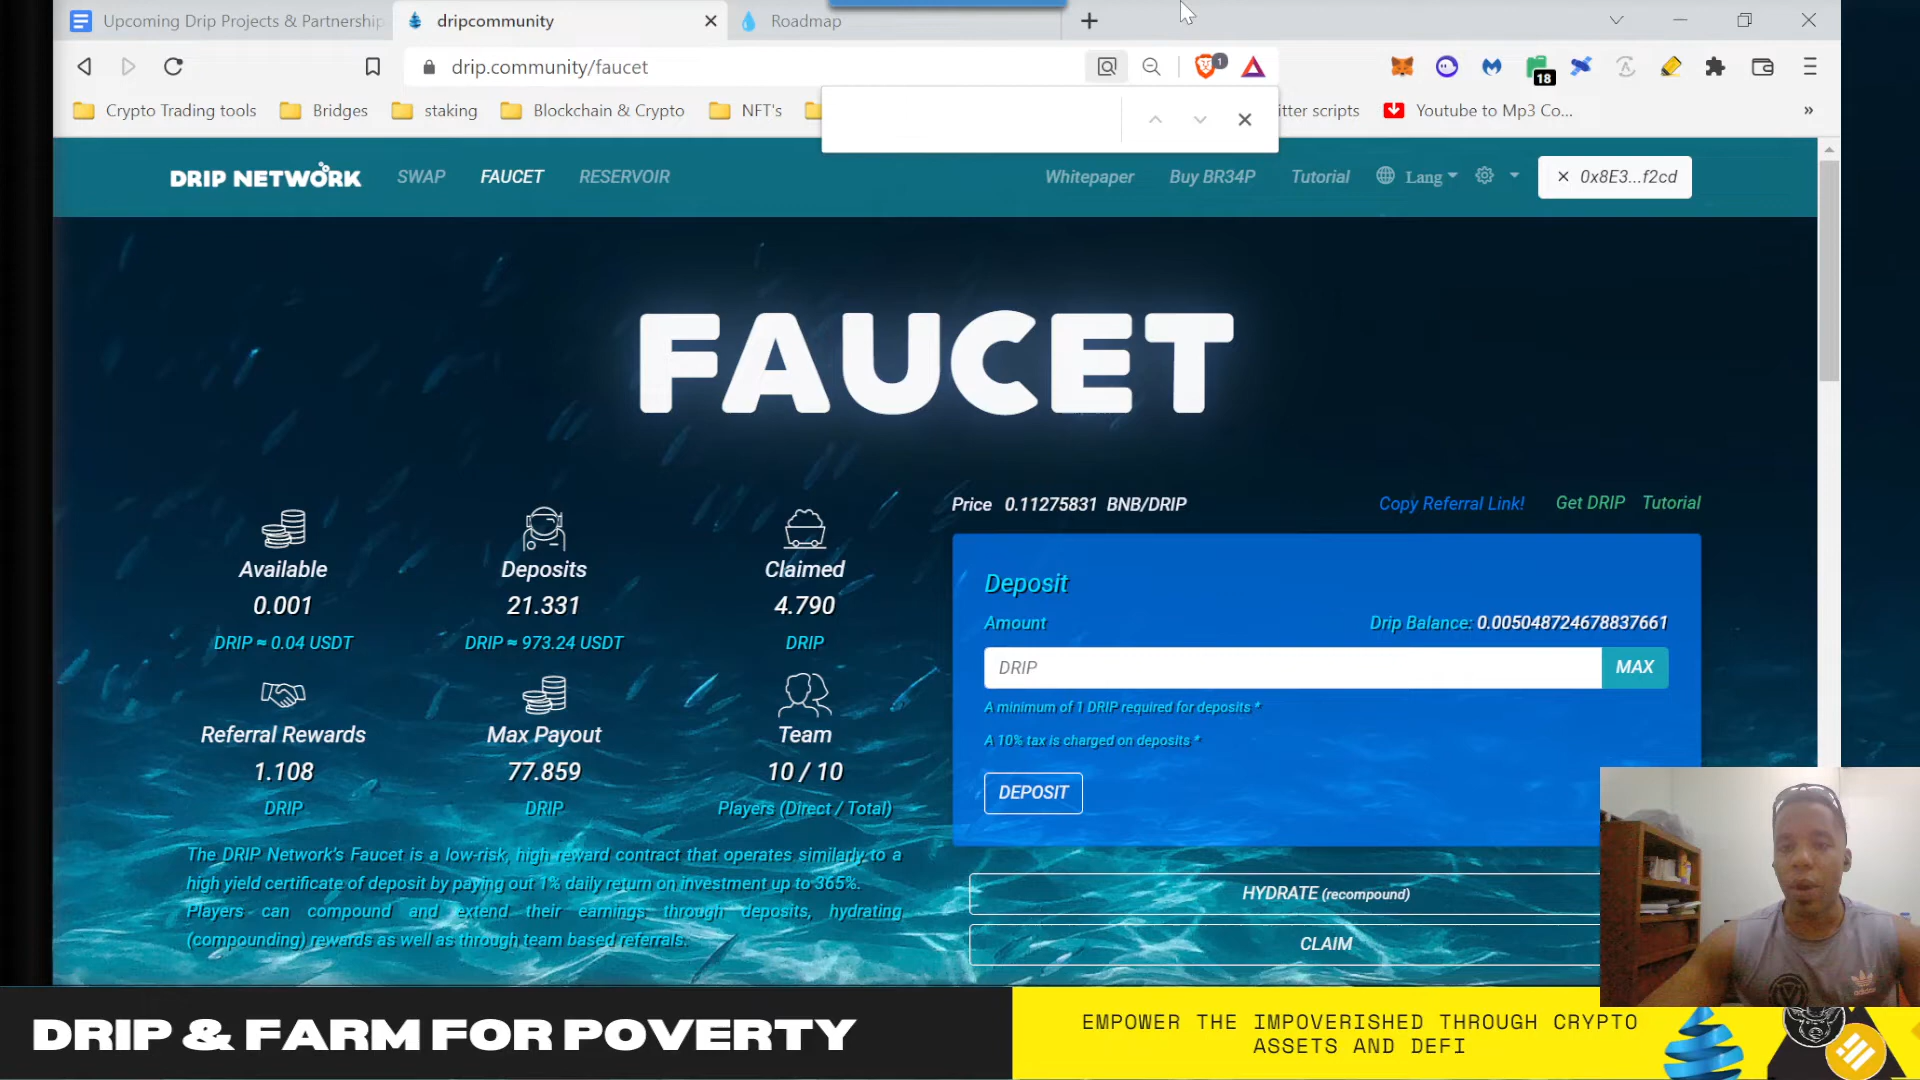 Upcoming Drip Projects & Partnership
dripcommunity
Roadmap
drip.community/faucet
1
18
Crypto Trading tools
Bridges
staking
Blockchain & Crypto
NFT's
itter scripts
Youtube to Mp3 Co...
»
DRIP NETWORK
SWAP
FAUCET
RESERVOIR
Whitepaper
Buy BR34P
Tutorial
Lang
× 0x8E3...f2cd
FAUCET
Price 0.11275831 BNB/DRIP
Copy Referral Link!
Get DRIP
Tutorial
Available
0.001
DRIP ≈ 0.04 USDT
Deposits
21.331
DRIP ≈ 973.24 USDT
Claimed
4.790
DRIP
Referral Rewards
1.108
DRIP
Max Payout
77.859
DRIP
Team
10 / 10
Players (Direct / Total)
The DRIP Network's Faucet is a low-risk, high reward contract that operates similarly to a
high yield certificate of deposit by paying out 1% daily return on investment up to 365%.
Players can compound and extend their earnings through deposits, hydrating
(compounding) rewards as well as through team based referrals.
Deposit
Amount
Drip Balance: 0.005048724678837661
DRIP
MAX
A minimum of 1 DRIP required for deposits *
A 10% tax is charged on deposits *
DEPOSIT
HYDRATE (recompound)
CLAIM
DRIP & FARM FOR POVERTY
EMPOWER THE IMPOVERISHED THROUGH CRYPTO
ASSETS AND DEFI